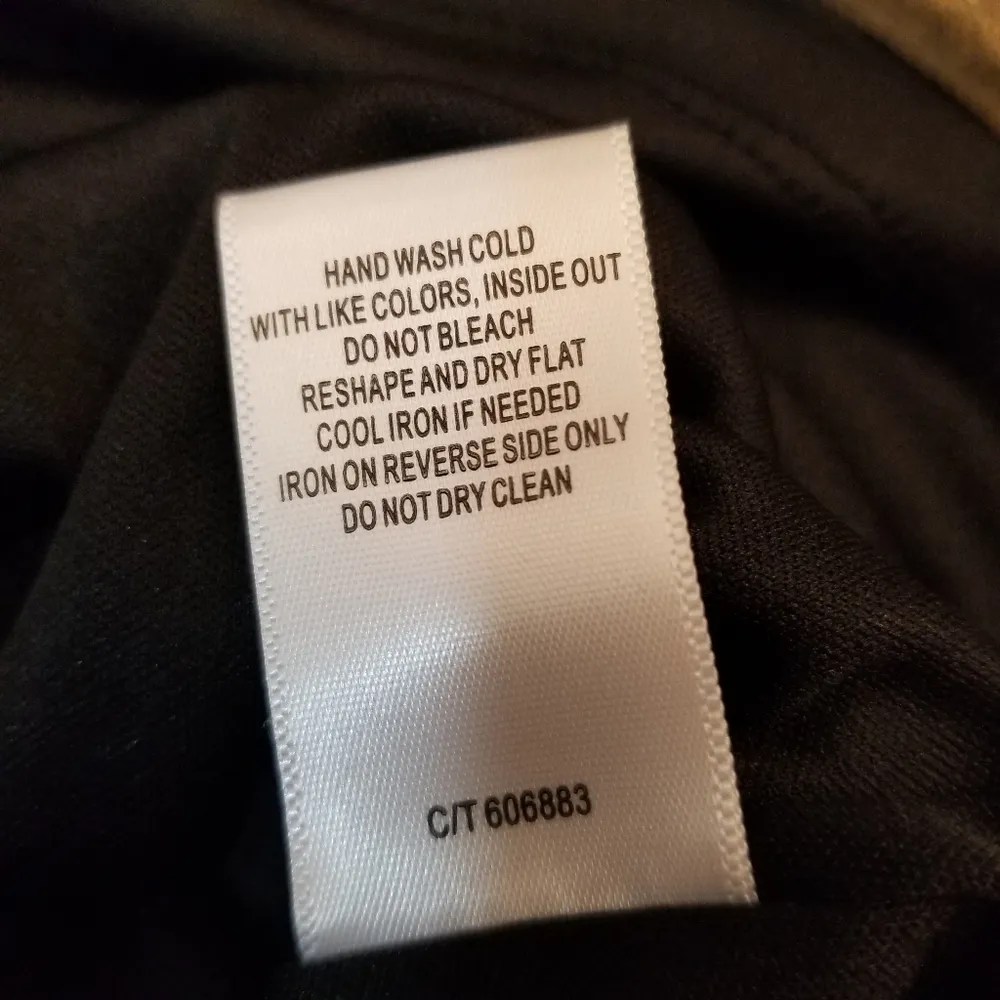 HAND WASH COLD
WITH LIKE COLORS, INSIDE OUT
DO NOT BLEACH
RESHAPE AND DRY FLAT
COOL IRON IF NEEDED
IRON ON REVERSE SIDE ONLY
DO NOT DRY CLEAN
C/T 606883